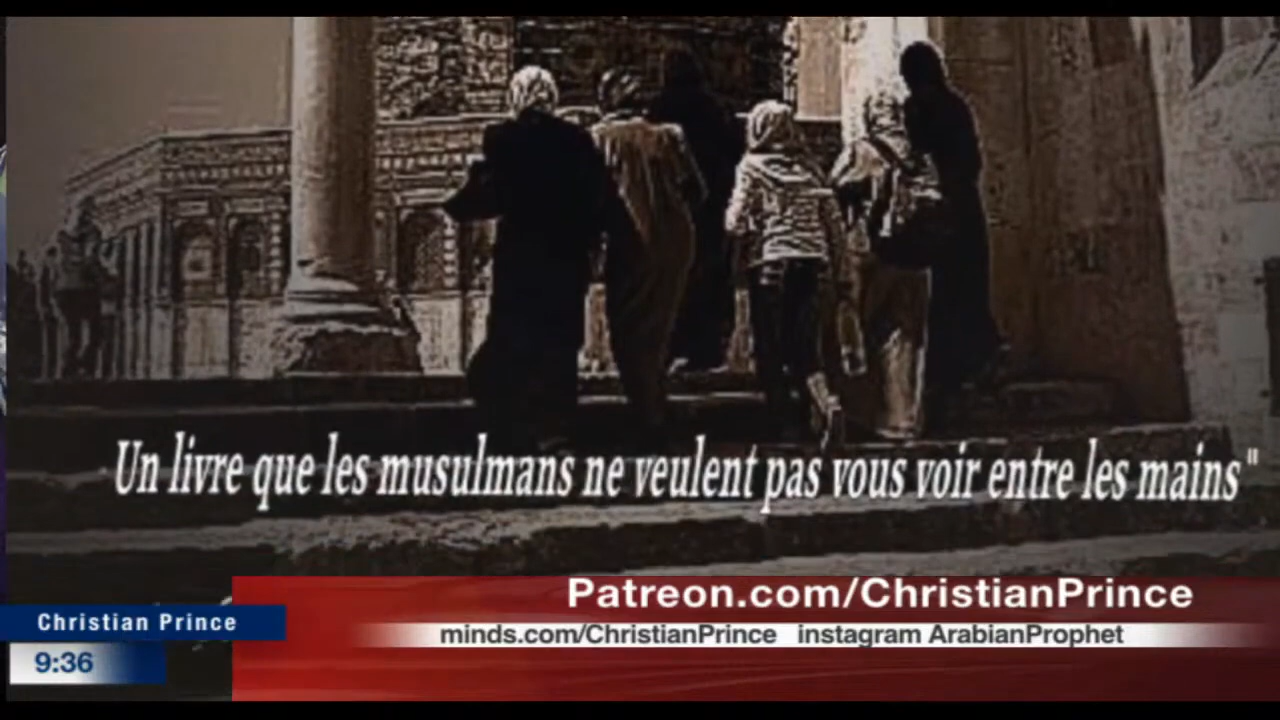 Un livre que les musulmans ne veulent pas vous voir entre les mains"
Patreon.com/ChristianPrince
Christian Prince
minds.com/ChristianPrince instagram ArabianProphet
9:36